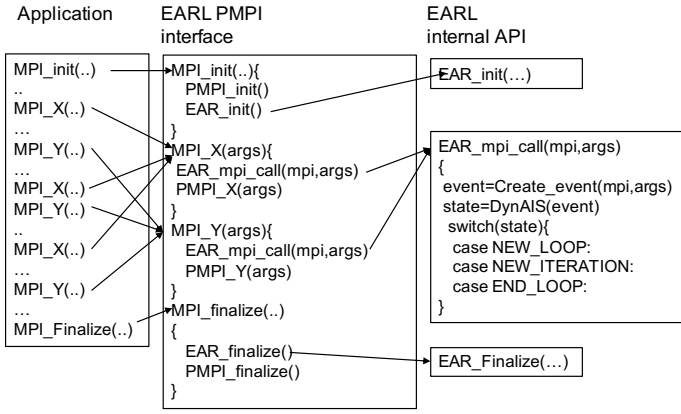 Application
MPI_init(..)
..
MPI_X(..)
...
MPI_Y(..)
...
MPI_X(..)
MPI_Y(..)
..
MPI_X(..)
...
MPI_Y(..)
...
MPI_Finalize(..)
EARL PMPI
interface
MPI_init(..){
PMPI_init()
EAR_init()
}
MPI_X(args){
EAR_mpi_call(mpi,args)
PMPI_X(args)
}
MPI_Y(args){
EAR_mpi_call(mpi,args)
PMPI_Y(args)
}
MPI_finalize(..)
{
EAR_finalize()
PMPI_finalize()
}
EARL
internal API
EAR_init(...)
EAR_mpi_call(mpi,args)
{
event=Create_event(mpi,args)
state=DynAIS(event)
switch(state){
case NEW_LOOP:
case NEW_ITERATION:
case END_LOOP:
}
EAR_Finalize(...)